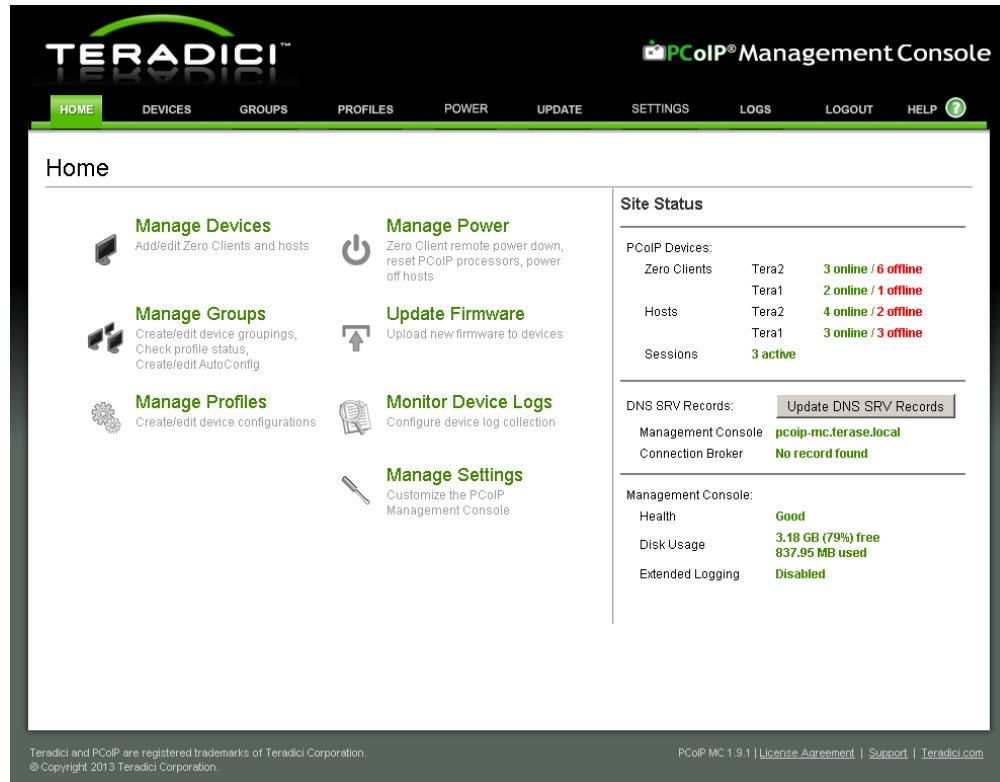 TERADICI™
PCoIP® Management Console
HOME DEVICES GROUPS PROFILES POWER UPDATE SETTINGS LOGS LOGOUT HELP ?
Home
Manage Devices
Add/edit Zero Clients and hosts
Manage Power
Zero Client remote power down,
reset PCoIP processors, power
off hosts
Manage Groups
Create/edit device groupings,
Check profile status,
Create/edit AutoConfig
Update Firmware
Upload new firmware to devices
Manage Profiles
Create/edit device configurations
Monitor Device Logs
Configure device log collection
Manage Settings
Customize the PCoIP
Management Console
Site Status
PCoIP Devices:
Zero Clients Tera2 3 online / 6 offline
Tera1 2 online / 1 offline
Hosts Tera2 4 online / 2 offline
Tera1 3 online / 3 offline
Sessions 3 active
DNS SRV Records: Update DNS SRV Records
Management Console pcoip-mc.terase.local
Connection Broker No record found
Management Console:
Health Good
Disk Usage 3.18 GB (79%) free
837.95 MB used
Extended Logging Disabled
Teradici and PCoIP are registered trademarks of Teradici Corporation.
© Copyright 2013 Teradici Corporation.
PCoIP MC 1.9.1 | License Agreement | Support | Teradici.com